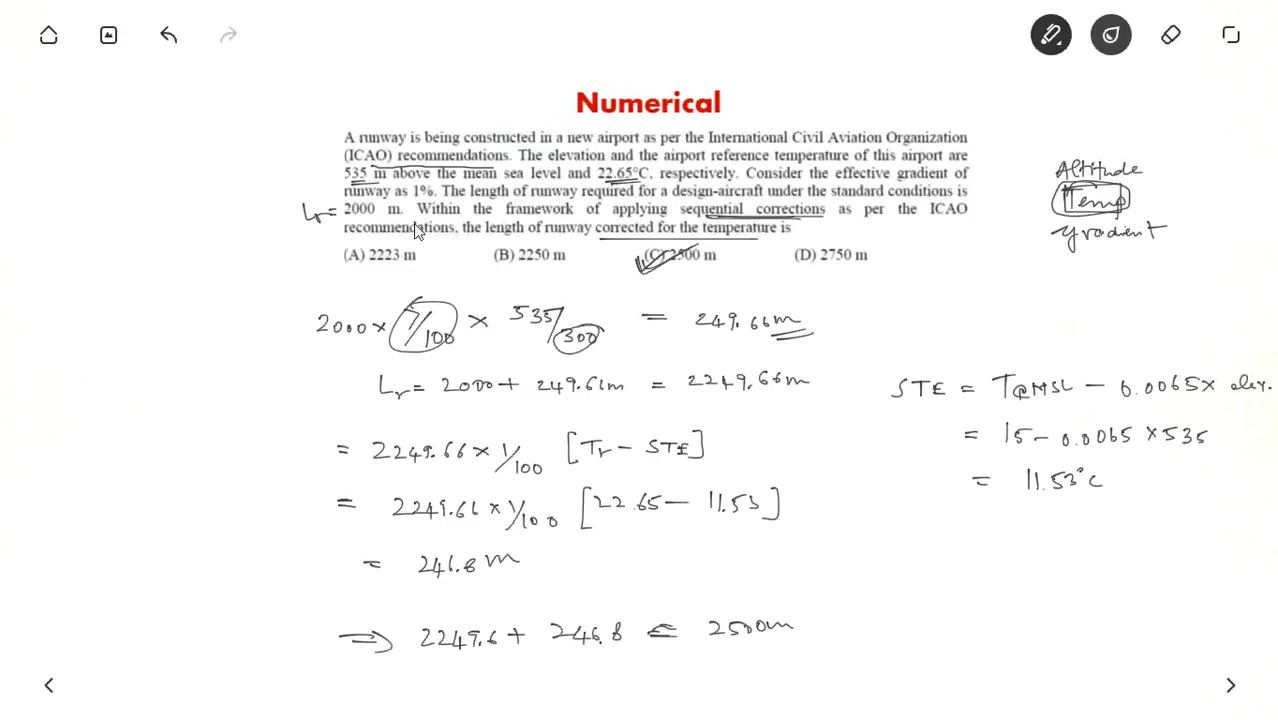 Numerical
A runway is being constructed in a new airport as per the International Civil Aviation Organization
(ICAO) recommendations. The elevation and the airport reference temperature of this airport are
535 m above the mean sea level and 22.65°C, respectively. Consider the effective gradient of
runway as 1%. The length of runway required for a design-aircraft under the standard conditions is
Lr = 2000 m. Within the framework of applying sequential corrections as per the ICAO
recommendations, the length of runway corrected for the temperature is
(A) 2223 m (B) 2250 m (C) 2500 m (D) 2750 m
Altitude
Temp
gradient
2000 × 7/100 × 535/300 = 249.66m
Lr = 2000 + 249.61m = 2249.66m
= 2249.66 × 1/100 [Tr - STE]
= 2249.66 × 1/100 [22.65 - 11.53]
= 246.8 m
⇒ 2249.6 + 246.8 = 2500m
STE = T@MSL - 0.0065 × elev.
= 15 - 0.0065 × 535
= 11.53°C